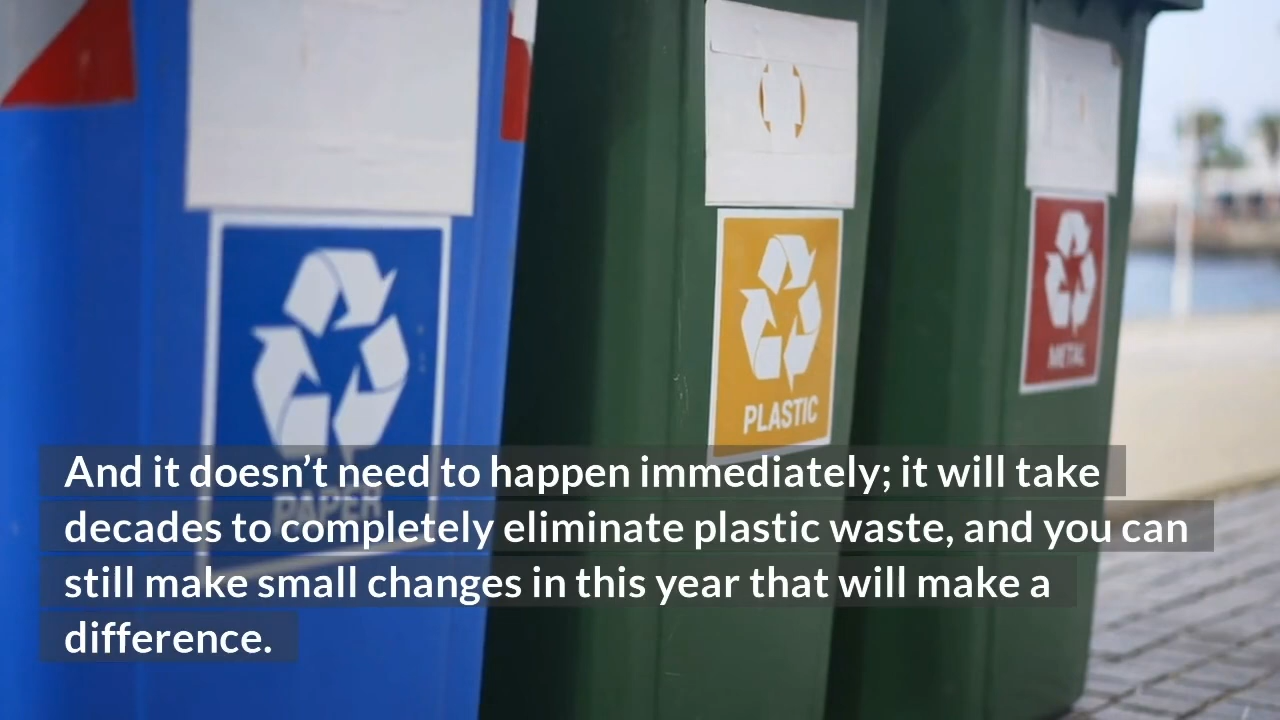 PLASTIC
METAL
PAPER
And it doesn’t need to happen immediately; it will take
decades to completely eliminate plastic waste, and you can
still make small changes in this year that will make a
difference.